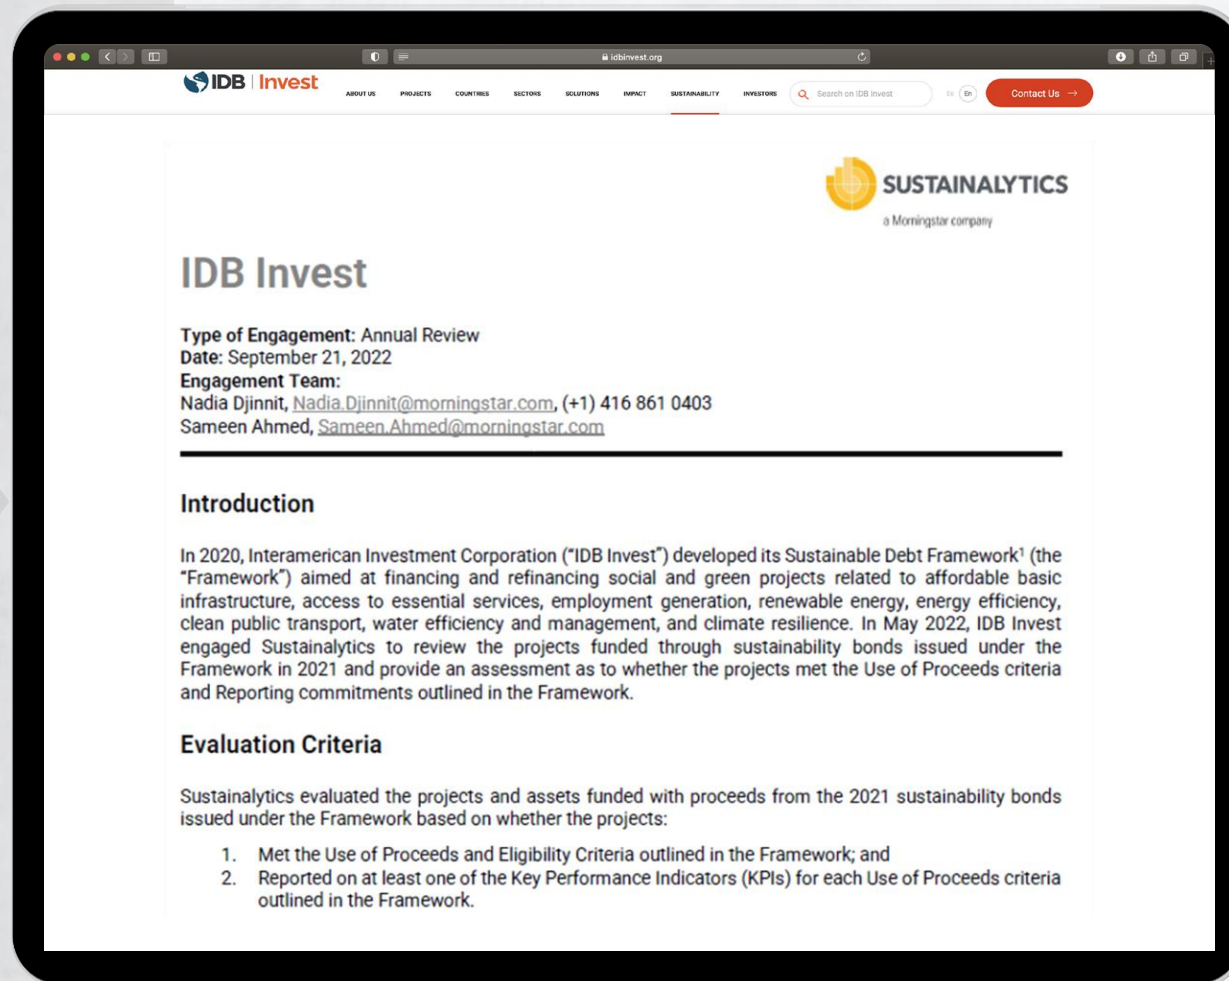 idbinvest.org
IDB Invest
ABOUT US PROJECTS COUNTRIES SECTORS SOLUTIONS IMPACT SUSTAINABILITY INVESTORS Search on IDB Invest Es En Contact Us →
SUSTAINALYTICS
a Morningstar company
IDB Invest
Type of Engagement: Annual Review
Date: September 21, 2022
Engagement Team:
Nadia Djinnit, Nadia.Djinnit@morningstar.com, (+1) 416 861 0403
Sameen Ahmed, Sameen.Ahmed@morningstar.com
Introduction
In 2020, Interamerican Investment Corporation (“IDB Invest”) developed its Sustainable Debt Framework¹ (the
“Framework”) aimed at financing and refinancing social and green projects related to affordable basic
infrastructure, access to essential services, employment generation, renewable energy, energy efficiency,
clean public transport, water efficiency and management, and climate resilience. In May 2022, IDB Invest
engaged Sustainalytics to review the projects funded through sustainability bonds issued under the
Framework in 2021 and provide an assessment as to whether the projects met the Use of Proceeds criteria
and Reporting commitments outlined in the Framework.
Evaluation Criteria
Sustainalytics evaluated the projects and assets funded with proceeds from the 2021 sustainability bonds
issued under the Framework based on whether the projects:
1. Met the Use of Proceeds and Eligibility Criteria outlined in the Framework; and
2. Reported on at least one of the Key Performance Indicators (KPIs) for each Use of Proceeds criteria
outlined in the Framework.